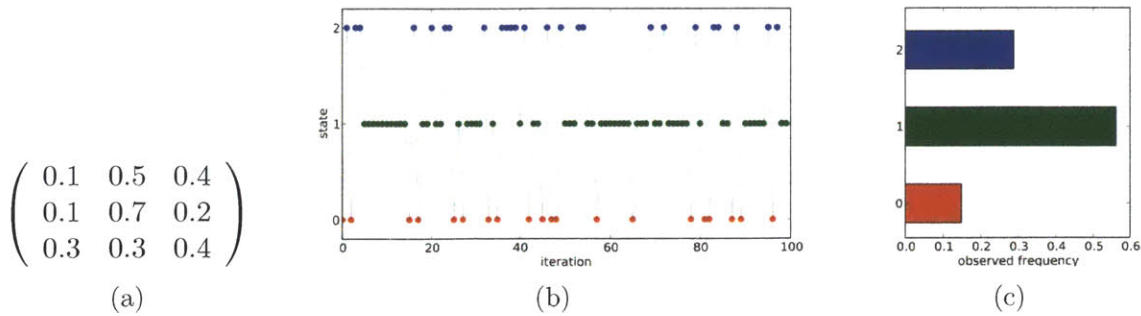 0.1 0.5 0.4
0.1 0.7 0.2
0.3 0.3 0.4
(a)
2
1
0
state
0 20 40 60 80 100
iteration
(b)
2
1
0
0.0 0.1 0.2 0.3 0.4 0.5 0.6
observed frequency
(c)